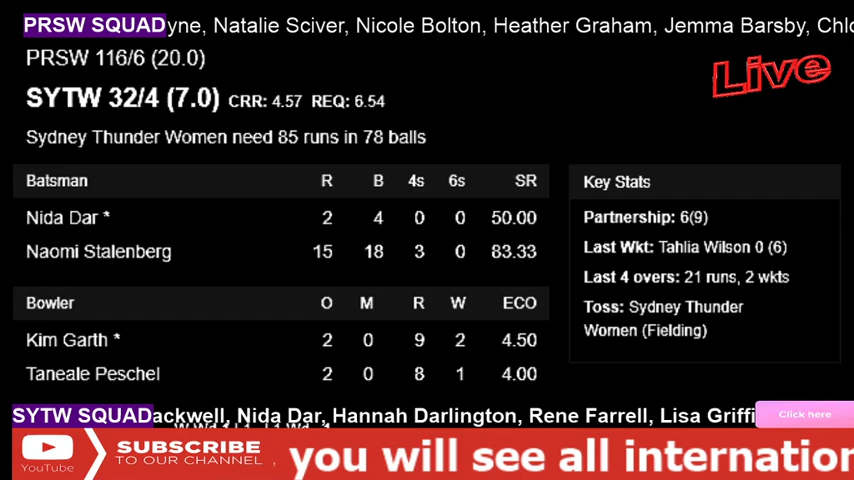 PRSW SQUAD yne, Natalie Sciver, Nicole Bolton, Heather Graham, Jemma Barsby, Chlo
PRSW 116/6 (20.0)
Live
SYTW 32/4 (7.0) CRR: 4.57 REQ: 6.54
Sydney Thunder Women need 85 runs in 78 balls
Batsman R B 4s 6s SR
Nida Dar * 2 4 0 0 50.00
Naomi Stalenberg 15 18 3 0 83.33
Bowler O M R W ECO
Kim Garth * 2 0 9 2 4.50
Taneale Peschel 2 0 8 1 4.00
Key Stats
Partnership: 6(9)
Last Wkt: Tahlia Wilson 0 (6)
Last 4 overs: 21 runs, 2 wkts
Toss: Sydney Thunder
Women (Fielding)
SYTW SQUAD ackwell, Nida Dar, Hannah Darlington, Rene Farrell, Lisa Griffi
Click here
YouTube
SUBSCRIBE
TO OUR CHANNEL
you will see all internation